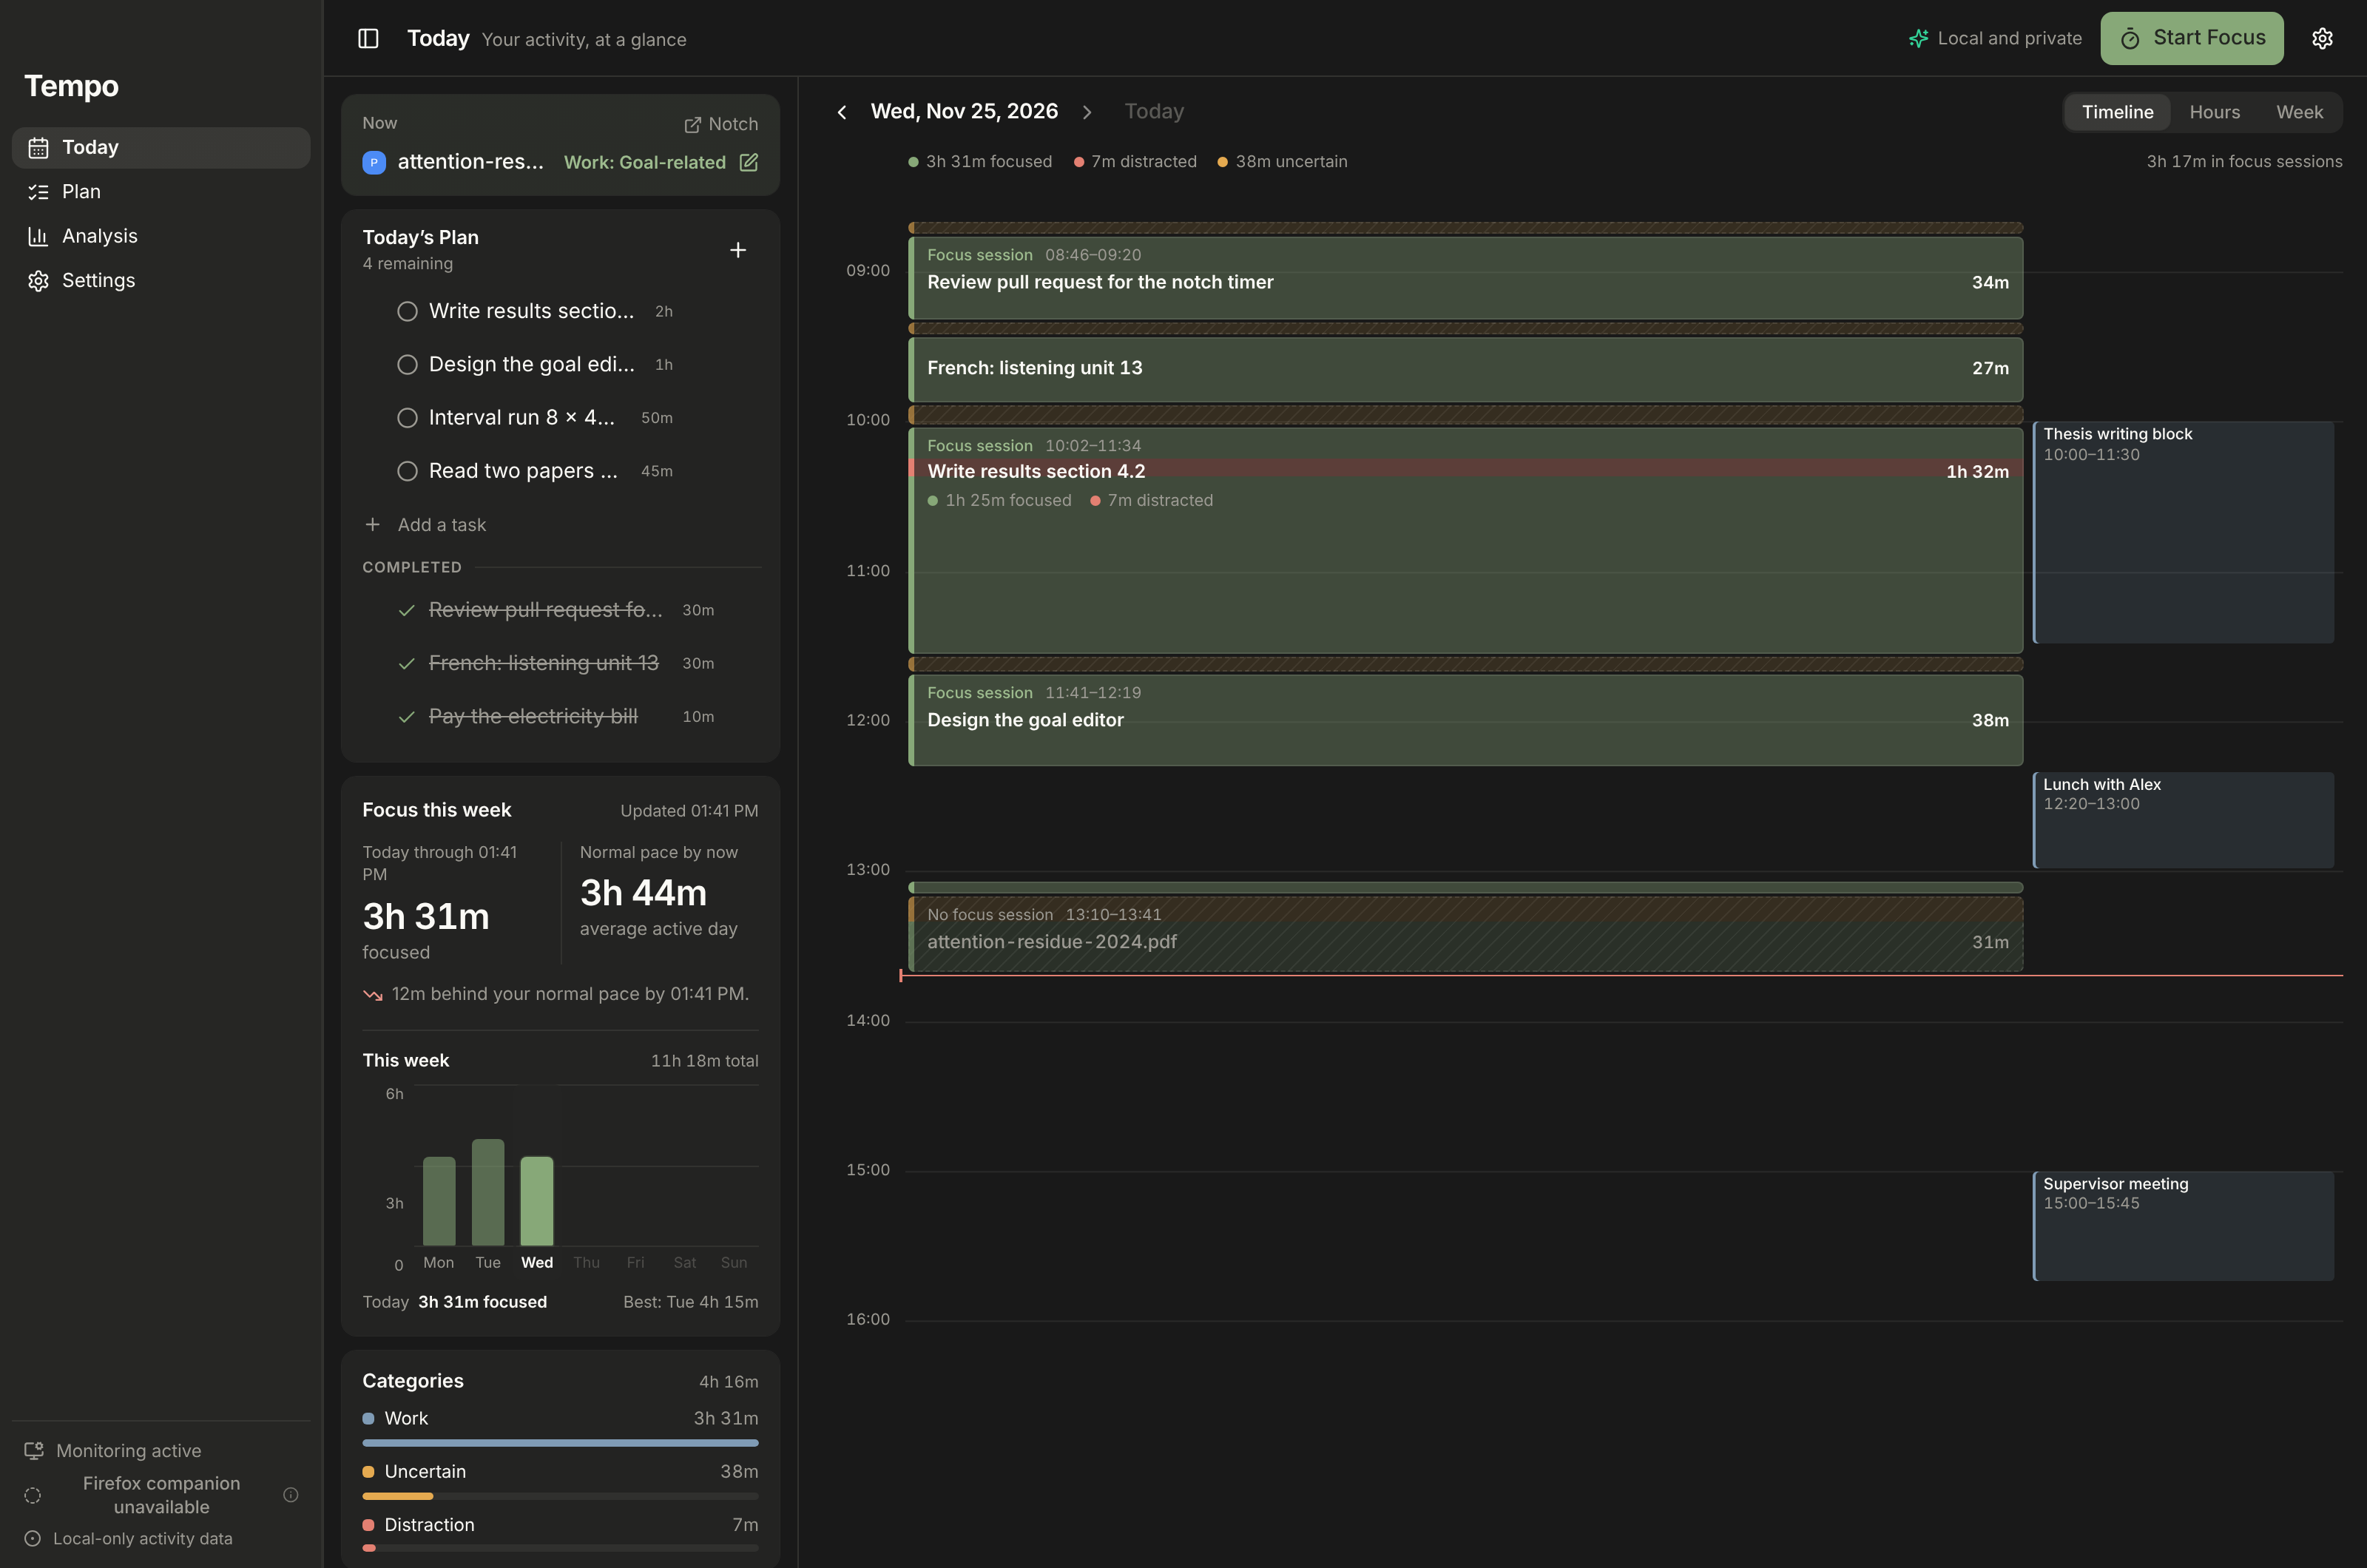 Tempo
Today
Plan
Analysis
Settings
Monitoring active
Firefox companion
unavailable
Local-only activity data
Today Your activity, at a glance
Local and private
Start Focus
Now
Notch
P
attention-res... Work: Goal-related
Today’s Plan
4 remaining
Write results sectio... 2h
Design the goal edi... 1h
Interval run 8 × 4... 50m
Read two papers ... 45m
Add a task
COMPLETED
Review pull request fo... 30m
French: listening unit 13 30m
Pay the electricity bill 10m
Focus this week Updated 01:41 PM
Today through 01:41
PM
3h 31m
focused
Normal pace by now
3h 44m
average active day
12m behind your normal pace by 01:41 PM.
This week 11h 18m total
6h
3h
0
Mon Tue Wed Thu Fri Sat Sun
Today 3h 31m focused Best: Tue 4h 15m
Categories 4h 16m
Work 3h 31m
Uncertain 38m
Distraction 7m
Wed, Nov 25, 2026 Today
Timeline Hours Week
3h 31m focused 7m distracted 38m uncertain
3h 17m in focus sessions
Focus session 08:46–09:20
09:00
Review pull request for the notch timer 34m
French: listening unit 13 27m
10:00
Focus session 10:02–11:34
Write results section 4.2 1h 32m
1h 25m focused 7m distracted
Thesis writing block
10:00–11:30
11:00
Focus session 11:41–12:19
12:00
Design the goal editor 38m
Lunch with Alex
12:20–13:00
13:00
No focus session 13:10–13:41
attention-residue-2024.pdf 31m
14:00
15:00
Supervisor meeting
15:00–15:45
16:00